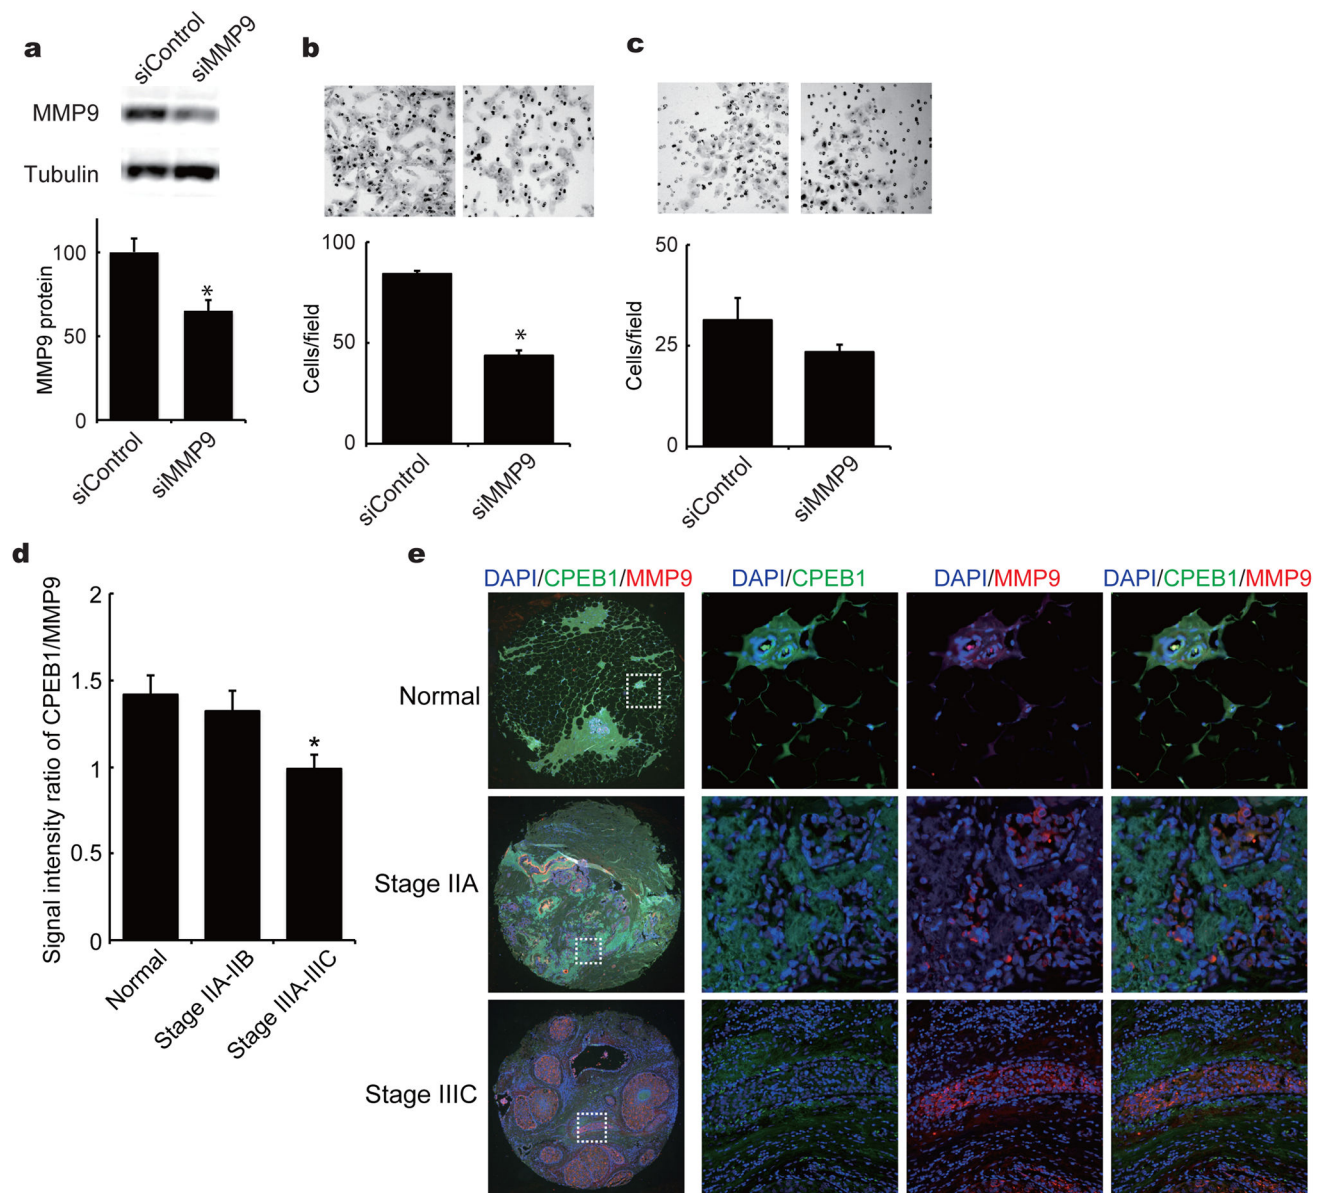 a
siControl
siMMP9
MMP9
Tubulin
MMP9 protein
100
50
0
siControl
siMMP9
b
Cells/field
100
50
0
siControl
siMMP9
*
c
Cells/field
50
25
0
siControl
siMMP9
*
d
Signal intensity ratio of CPEB1/MMP9
2
1.5
1
0.5
0
*
Normal
Stage IIA-IIB
Stage IIIA-IIIC
e
DAPI/CPEB1/MMP9
DAPI/CPEB1
DAPI/MMP9
DAPI/CPEB1/MMP9
Normal
Stage IIA
Stage IIIC